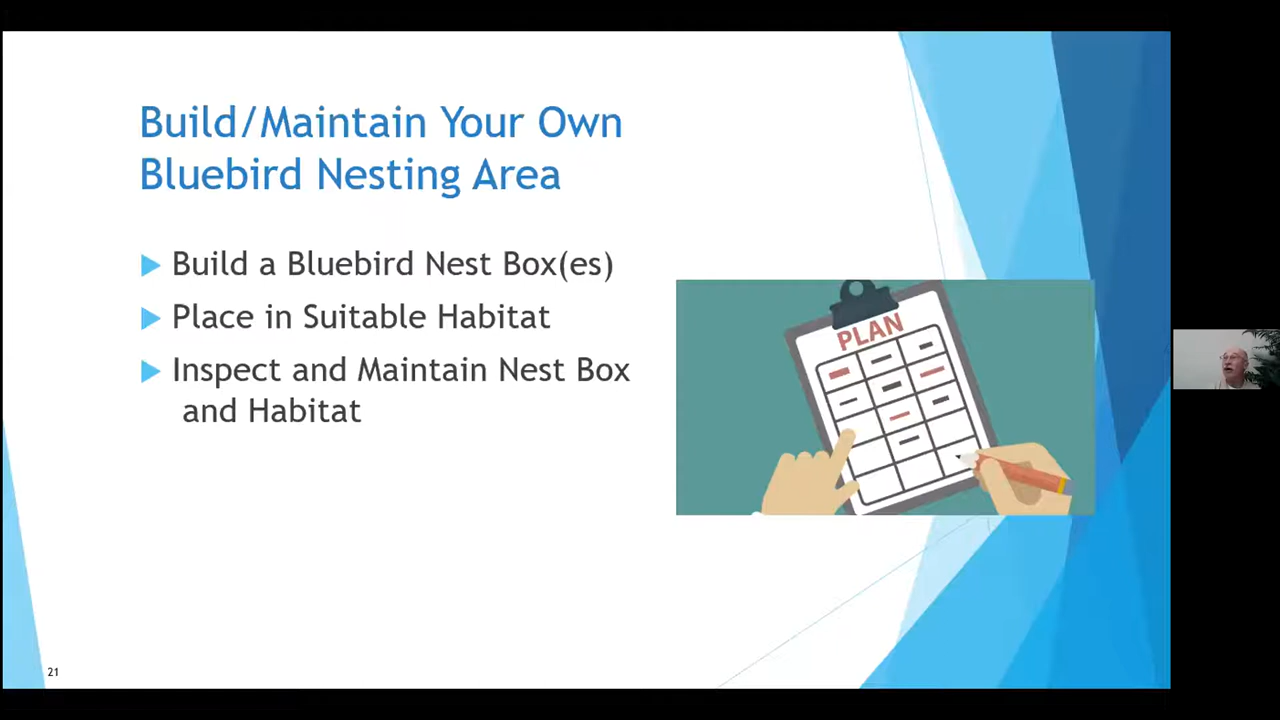 Build/Maintain Your Own
Bluebird Nesting Area
Build a Bluebird Nest Box(es)
Place in Suitable Habitat
Inspect and Maintain Nest Box
and Habitat
PLAN
21